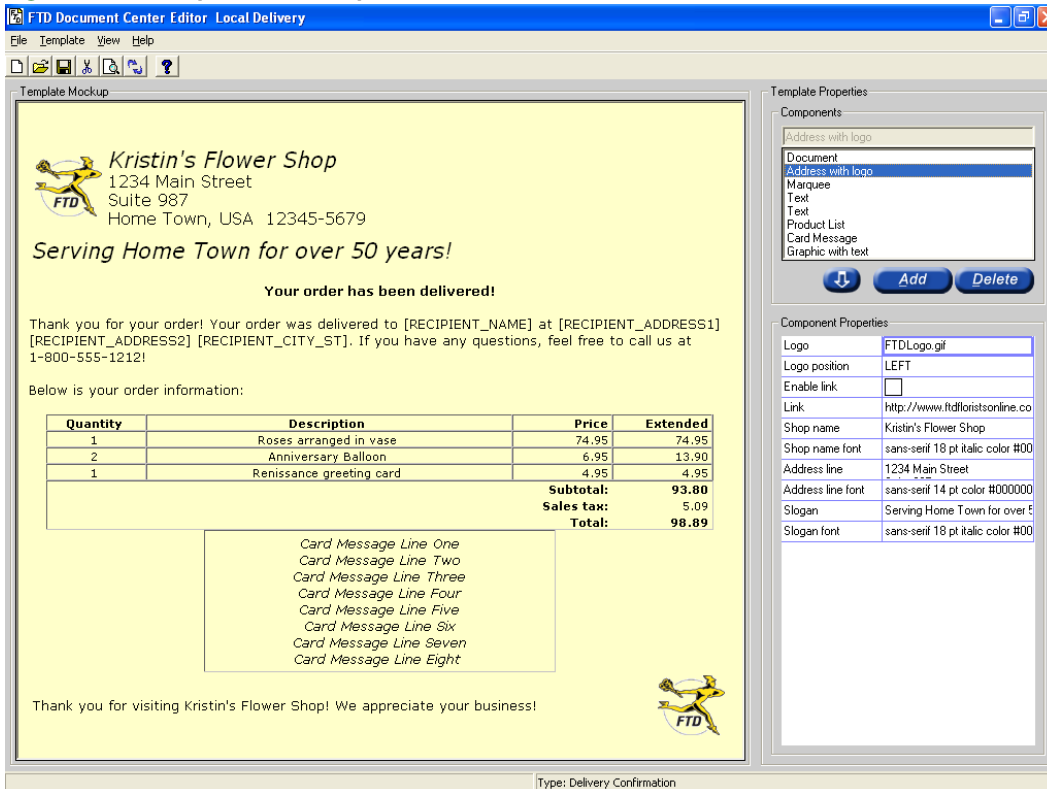 FTD Document Center Editor Local Delivery
File Template View Help
Template Mockup
Kristin's Flower Shop
1234 Main Street
Suite 987
Home Town, USA 12345-5679
FTD
Serving Home Town for over 50 years!
Your order has been delivered!
Thank you for your order! Your order was delivered to [RECIPIENT_NAME] at [RECIPIENT_ADDRESS1]
[RECIPIENT_ADDRESS2] [RECIPIENT_CITY_ST]. If you have any questions, feel free to call us at
1-800-555-1212!
Below is your order information:
Quantity Description Price Extended
1 Roses arranged in vase 74.95 74.95
2 Anniversary Balloon 6.95 13.90
1 Renissance greeting card 4.95 4.95
Subtotal: 93.80
Sales tax: 5.09
Total: 98.89
Card Message Line One
Card Message Line Two
Card Message Line Three
Card Message Line Four
Card Message Line Five
Card Message Line Six
Card Message Line Seven
Card Message Line Eight
Thank you for visiting Kristin's Flower Shop! We appreciate your business!
FTD
Template Properties
Components
Address with logo
Document
Address with logo
Marquee
Text
Text
Product List
Card Message
Graphic with text
Add Delete
Component Properties
Logo FTDLogo.gif
Logo position LEFT
Enable link
Link http://www.ftdfloristsonline.co
Shop name Kristin's Flower Shop
Shop name font sans-serif 18 pt italic color #00
Address line 1234 Main Street
Address line font sans-serif 14 pt color #000000
Slogan Serving Home Town for over 5
Slogan font sans-serif 18 pt italic color #00
Type: Delivery Confirmation